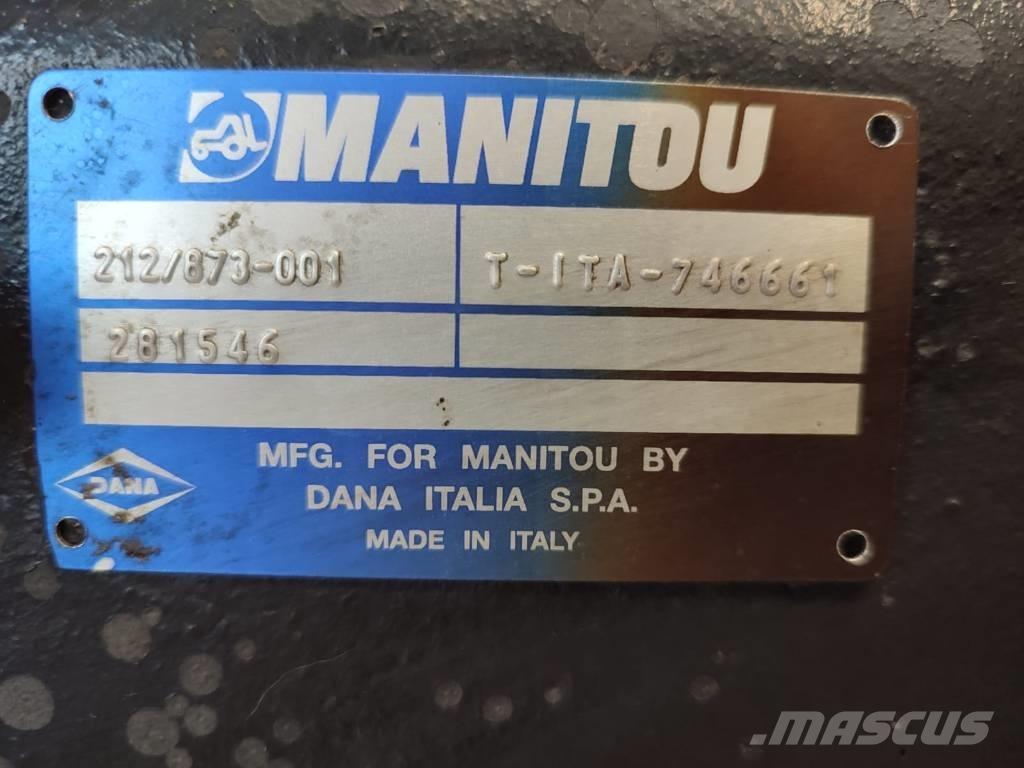 MANITOU
212/873-001 T-ITA-746661
281546
MFG. FOR MANITOU BY
DANA DANA ITALIA S.P.A.
MADE IN ITALY
MASCUS